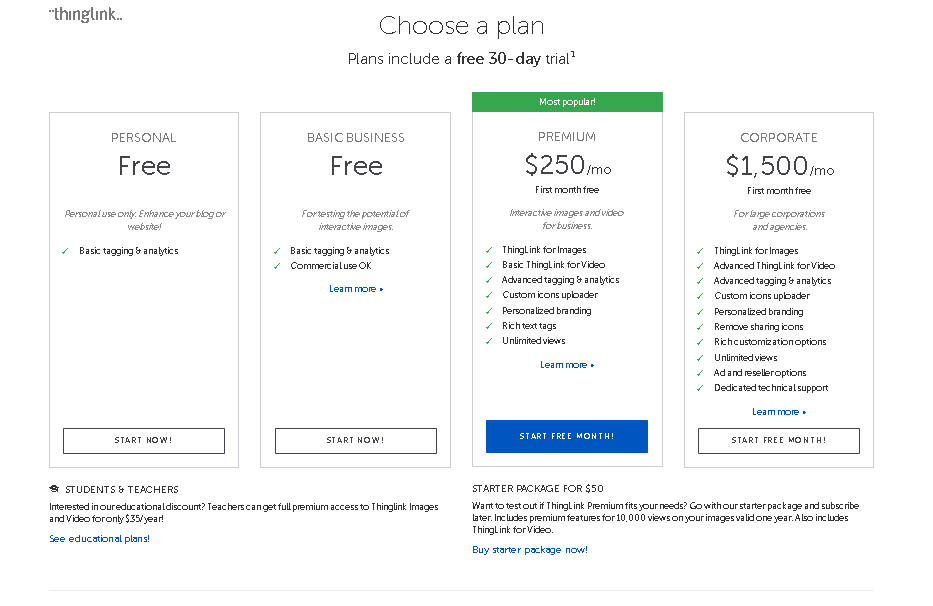 thinglink..
Choose a plan
Plans include a free 30-day trial¹
PERSONAL
Free
Personal use only. Enhance your blog or
website!
✓ Basic tagging & analytics
START NOW!
BASIC BUSINESS
Free
For testing the potential of
interactive images.
✓ Basic tagging & analytics
✓ Commercial use OK
Learn more •
START NOW!
Most popular!
PREMIUM
$250/mo
First month free
Interactive images and video
for business.
✓ ThingLink for Images
✓ Basic ThingLink for Video
✓ Advanced tagging & analytics
✓ Custom icons uploader
✓ Personalized branding
✓ Rich text tags
✓ Unlimited views
Learn more •
START FREE MONTH!
CORPORATE
$1,500/mo
First month free
For large corporations
and agencies.
✓ ThingLink for Images
✓ Advanced ThingLink for Video
✓ Advanced tagging & analytics
✓ Custom icons uploader
✓ Personalized branding
✓ Remove sharing icons
✓ Rich customization options
✓ Unlimited views
✓ Ad and reseller options
✓ Dedicated technical support
Learn more •
START FREE MONTH!
STUDENTS & TEACHERS
Interested in our educational discount? Teachers can get full premium access to Thinglink Images
and Video for only $35/year!
See educational plans!
STARTER PACKAGE FOR $50
Want to test out if ThingLink Premium fits your needs? Go with our starter package and subscribe
later. Includes premium features for 10,000 views on your images valid one year. Also includes
ThingLink for Video.
Buy starter package now!